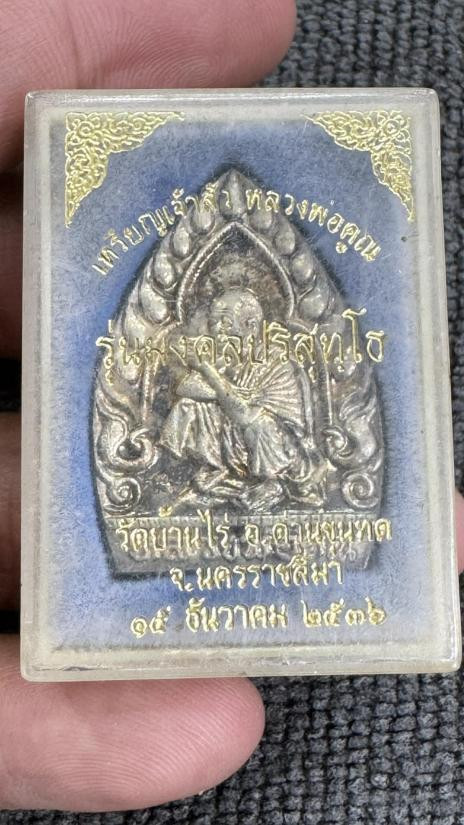 เหรียญเจ้าสัว หลวงพ่อคูณ
รุ่นมงคลปริสุทฺโธ
วัดบ้านไร่ อ.ด่านขุนทด
จ.นครราชสีมา
๑๕ ธันวาคม ๒๕๓๖